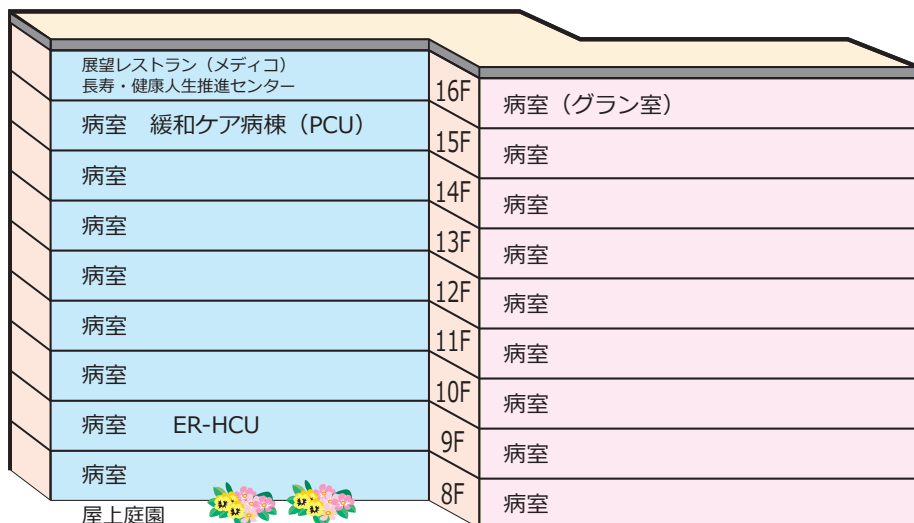 展望レストラン（メディコ）
長寿・健康人生推進センター
16F
病室（グラン室）
病室　緩和ケア病棟（PCU）
15F
病室
病室
14F
病室
病室
13F
病室
病室
12F
病室
病室
11F
病室
病室
10F
病室
病室　ER-HCU
9F
病室
病室
8F
病室
屋上庭園